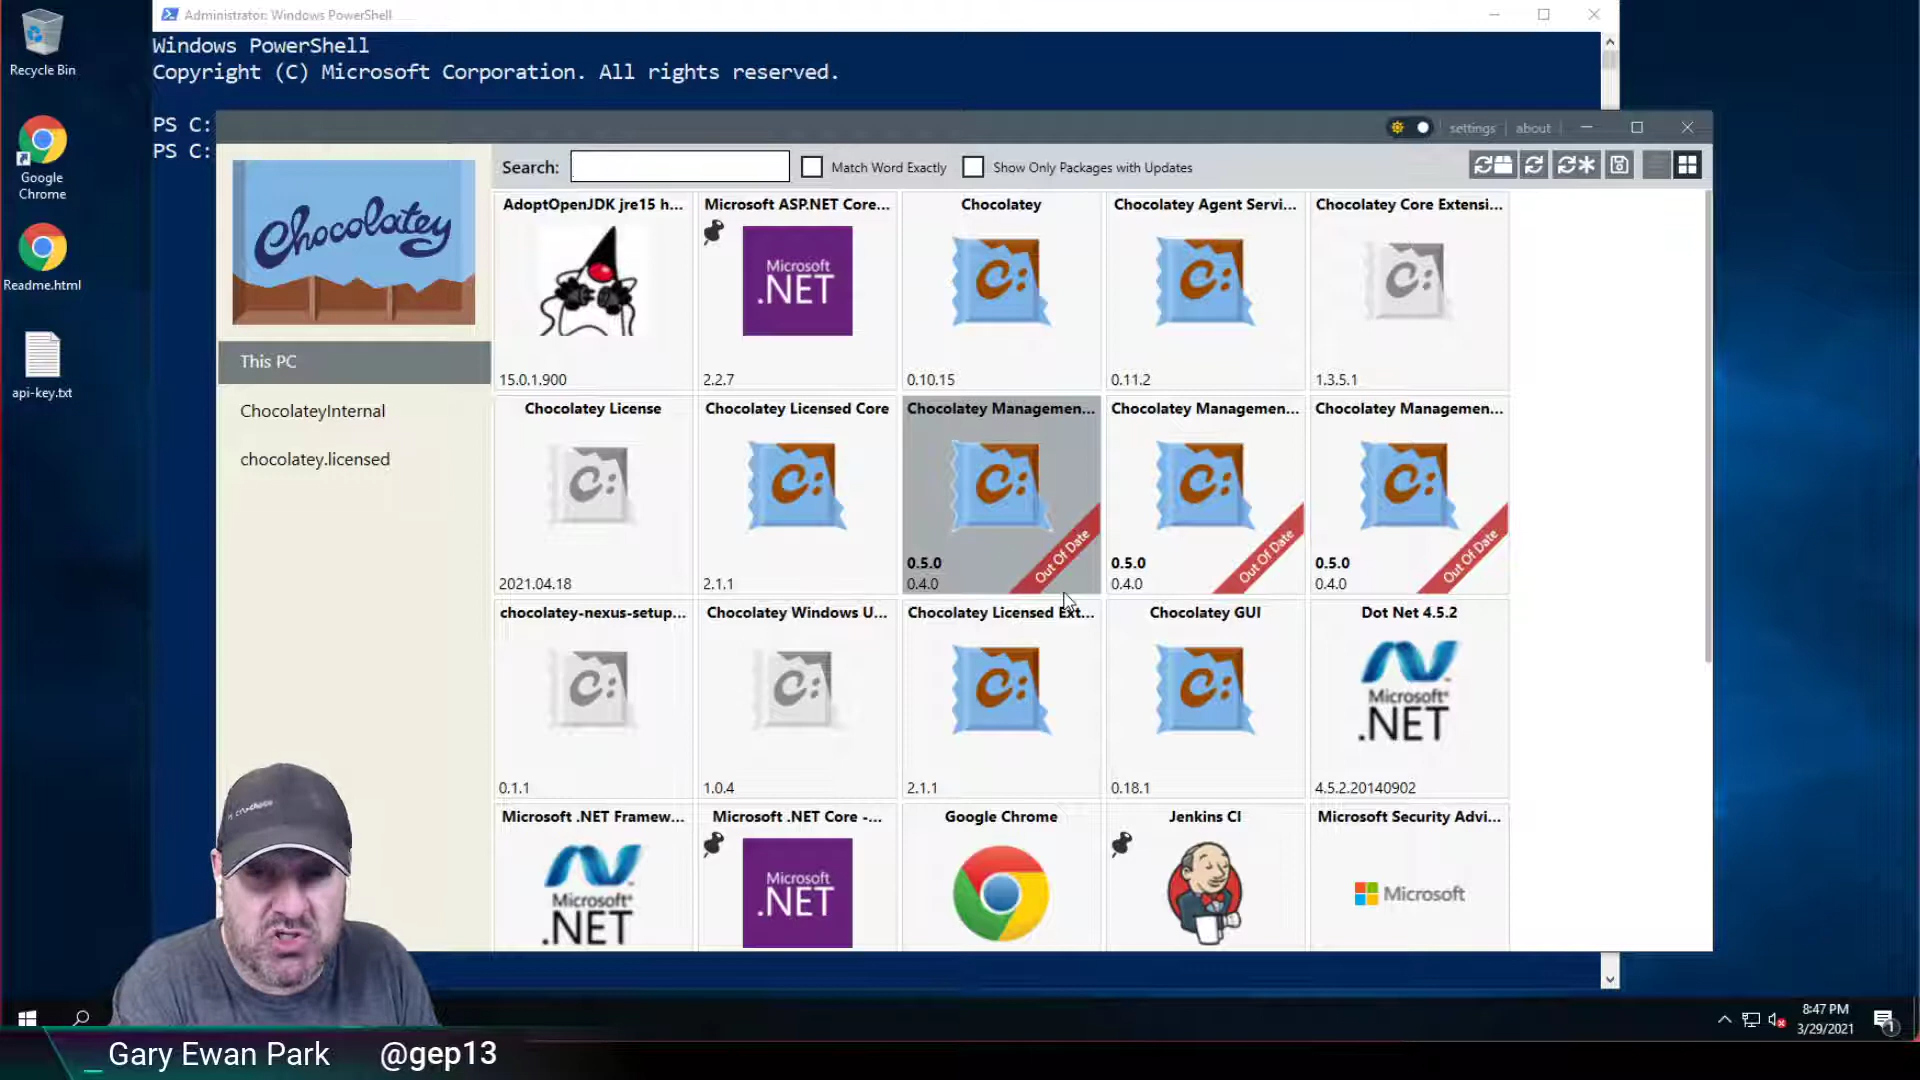 Administrator: Windows PowerShell
Windows PowerShell
Copyright (C) Microsoft Corporation. All rights reserved.
PS C:
PS C:
Recycle Bin
Google
Chrome
Readme.html
api-key.txt
settings
about
Chocolatey
Search:
Match Word Exactly
Show Only Packages with Updates
This PC
ChocolateyInternal
chocolatey.licensed
AdoptOpenJDK jre15 h...
15.0.1.900
Microsoft ASP.NET Core...
Microsoft
.NET
2.2.7
Chocolatey
C:
0.10.15
Chocolatey Agent Servi...
C:
0.11.2
Chocolatey Core Extensi...
C:
1.3.5.1
Chocolatey License
C:
2021.04.18
Chocolatey Licensed Core
C:
2.1.1
Chocolatey Managemen...
C:
0.5.0
0.4.0
Out Of Date
Chocolatey Managemen...
C:
0.5.0
0.4.0
Out Of Date
Chocolatey Managemen...
C:
0.5.0
0.4.0
Out Of Date
chocolatey-nexus-setup...
C:
0.1.1
Chocolatey Windows U...
C:
1.0.4
Chocolatey Licensed Ext...
C:
2.1.1
Chocolatey GUI
C:
0.18.1
Dot Net 4.5.2
Microsoft
.NET
4.5.2.20140902
Microsoft .NET Framew...
Microsoft
.NET
Microsoft .NET Core -...
Microsoft
.NET
Google Chrome
Jenkins CI
Microsoft Security Advi...
Microsoft
8:47 PM
3/29/2021
1
_ Gary Ewan Park
@gep13